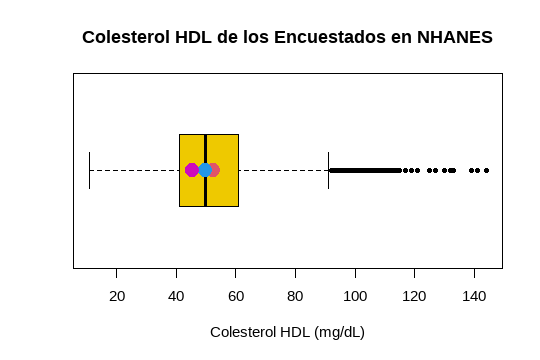 Colesterol HDL de los Encuestados en NHANES
20 40 60 80 100 120 140
Colesterol HDL (mg/dL)